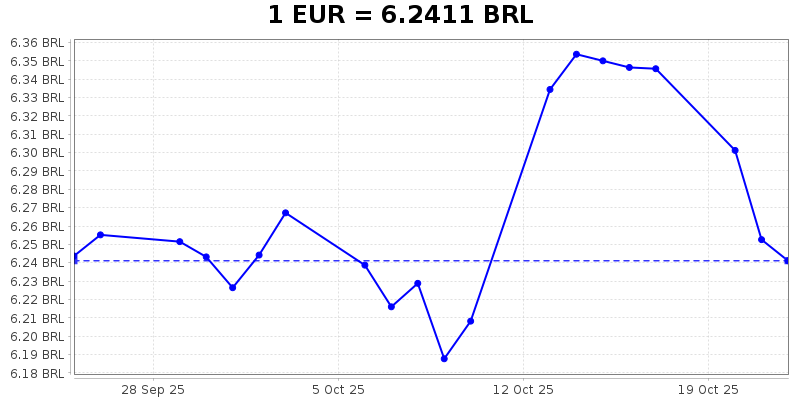 1 EUR = 6.2411 BRL
6.36 BRL
6.35 BRL
6.34 BRL
6.33 BRL
6.32 BRL
6.31 BRL
6.30 BRL
6.29 BRL
6.28 BRL
6.27 BRL
6.26 BRL
6.25 BRL
6.24 BRL
6.23 BRL
6.22 BRL
6.21 BRL
6.20 BRL
6.19 BRL
6.18 BRL
28 Sep 25 5 Oct 25 12 Oct 25 19 Oct 25